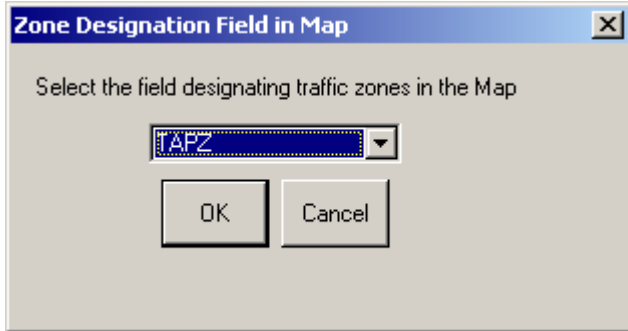 Zone Designation Field in Map
Select the field designating traffic zones in the Map
TAPZ
OK
Cancel